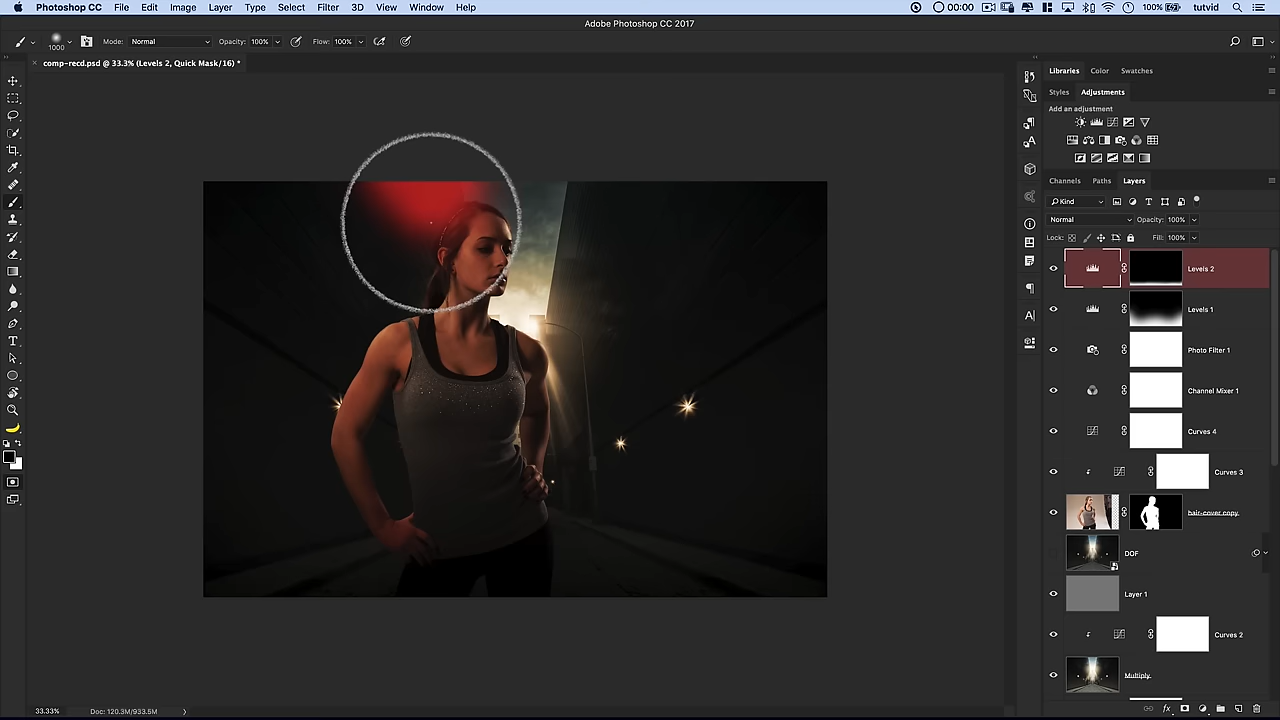 Photoshop CC File Edit Image Layer Type Select Filter 3D View Window Help 00:00 100% tutvid
Adobe Photoshop CC 2017
1000 Mode: Normal Opacity: 100% Flow: 100%
× comp-recd.psd @ 33.3% (Levels 2, Quick Mask/16) *
Libraries Color Swatches
Styles Adjustments
Add an adjustment
Channels Paths Layers
Kind
Normal Opacity: 100%
Lock: Fill: 100%
Levels 2
Levels 1
Photo Filter 1
Channel Mixer 1
Curves 4
Curves 3
hair-cover copy
DOF
Layer 1
Curves 2
Multiply
33.33% Doc: 120.3M/933.5M